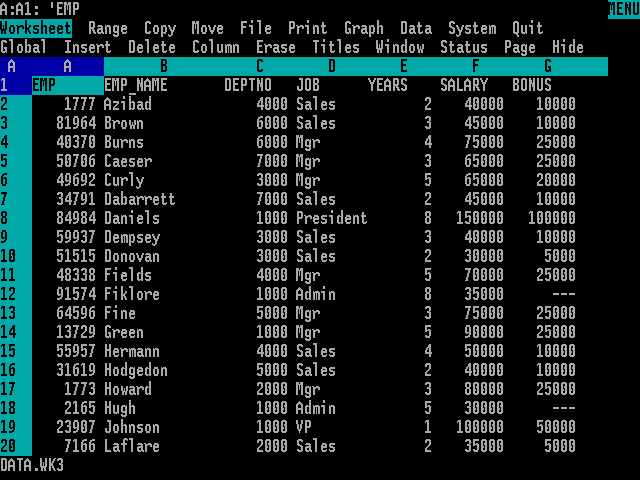 A:A1: 'EMP MENU
Worksheet Range Copy Move File Print Graph Data System Quit
Global Insert Delete Column Erase Titles Window Status Page Hide
A A B C D E F G
1 EMP EMP_NAME DEPTNO JOB YEARS SALARY BONUS
2 1777 Azibad 4000 Sales 2 40000 10000
3 81964 Brown 6000 Sales 3 45000 10000
4 40370 Burns 6000 Mgr 4 75000 25000
5 50706 Caeser 7000 Mgr 3 65000 25000
6 49692 Curly 3000 Mgr 5 65000 20000
7 34791 Dabarrett 7000 Sales 2 45000 10000
8 84984 Daniels 1000 President 8 150000 100000
9 59937 Dempsey 3000 Sales 3 40000 10000
10 51515 Donovan 3000 Sales 2 30000 5000
11 48338 Fields 4000 Mgr 5 70000 25000
12 91574 Fiklore 1000 Admin 8 35000 ---
13 64596 Fine 5000 Mgr 3 75000 25000
14 13729 Green 1000 Mgr 5 90000 25000
15 55957 Hermann 4000 Sales 4 50000 10000
16 31619 Hodgedon 5000 Sales 2 40000 10000
17 1773 Howard 2000 Mgr 3 80000 25000
18 2165 Hugh 1000 Admin 5 30000 ---
19 23907 Johnson 1000 VP 1 100000 50000
20 7166 Laflare 2000 Sales 2 35000 5000
DATA.WK3